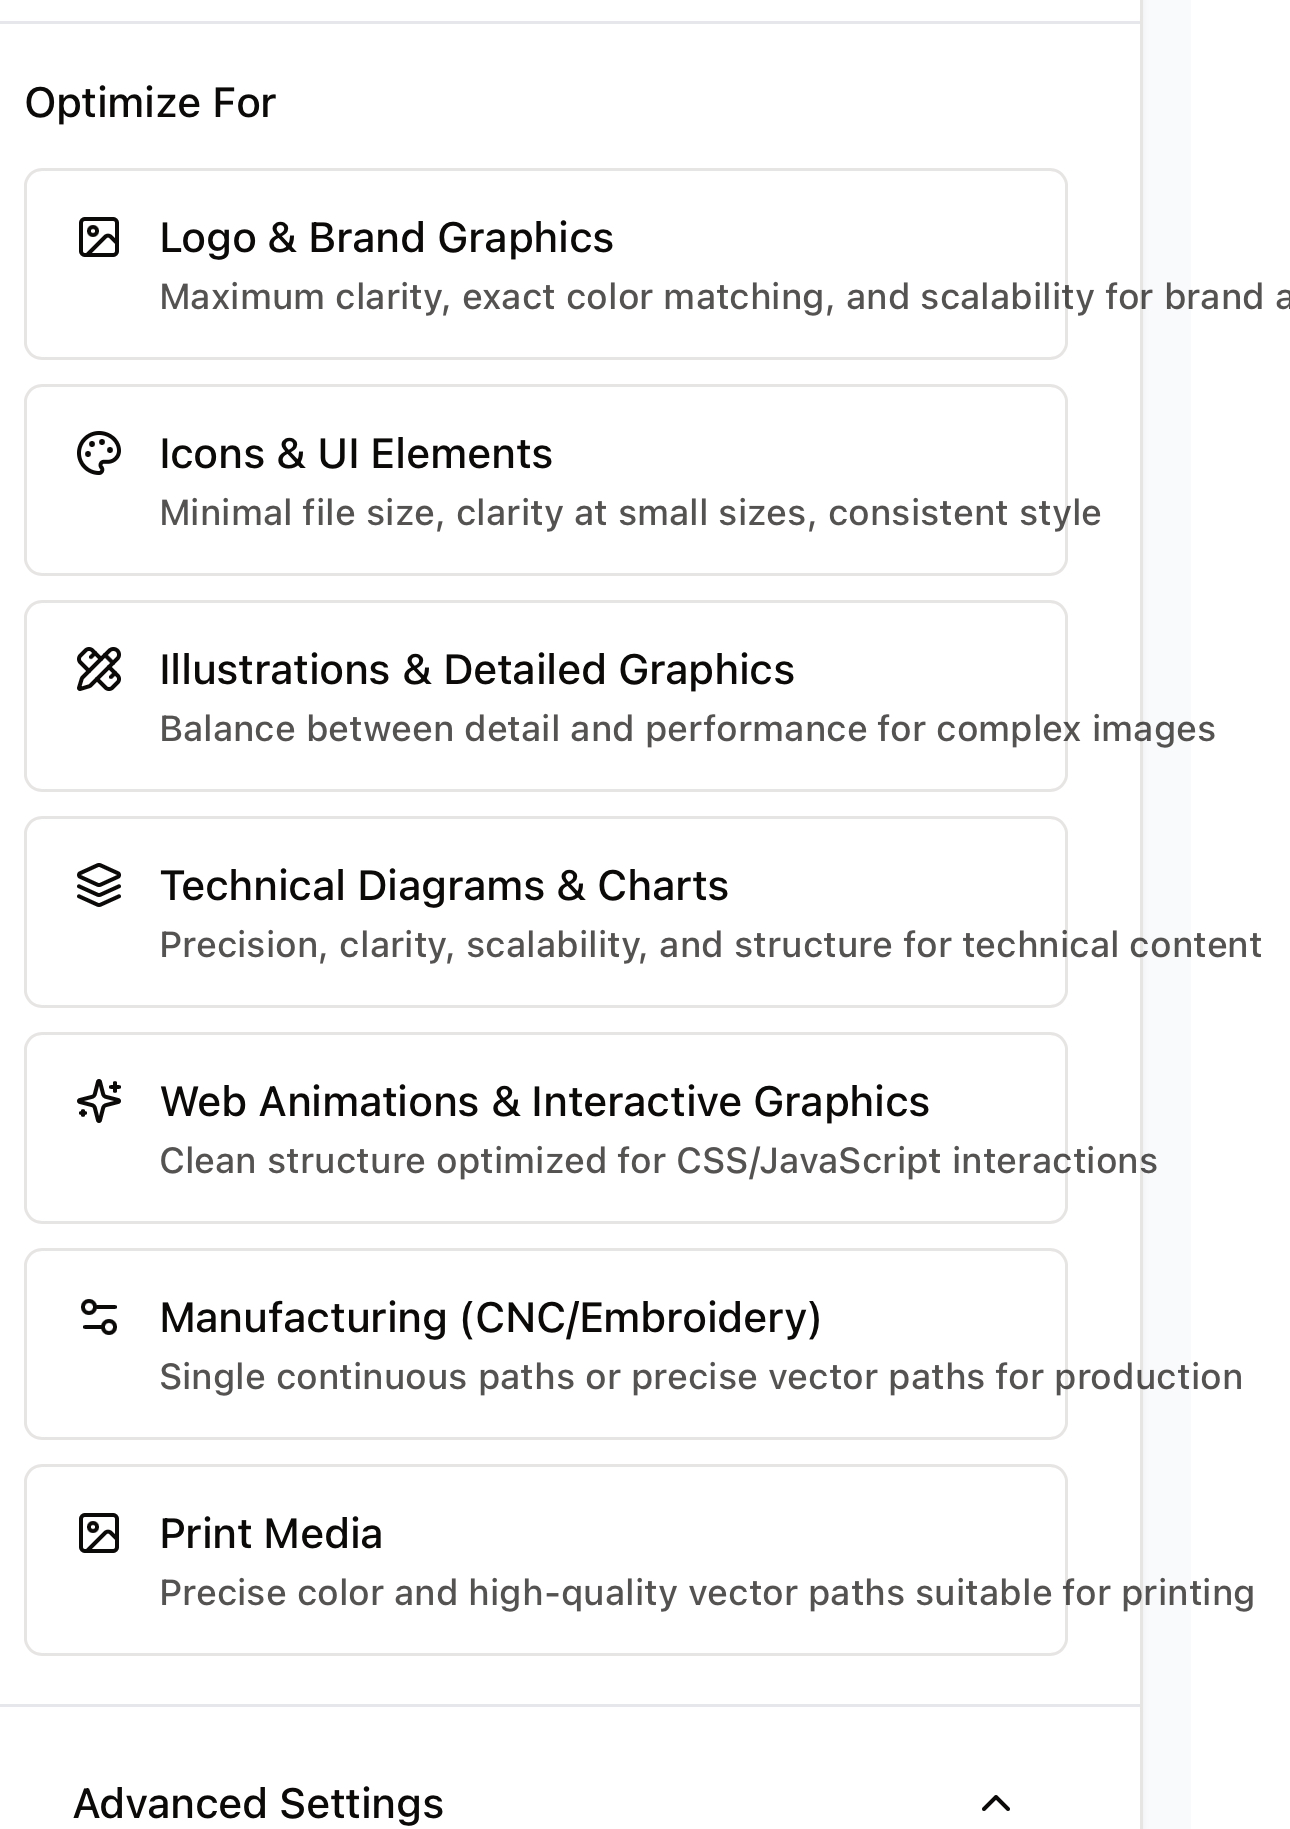 Optimize For
Logo & Brand Graphics
Maximum clarity, exact color matching, and scalability for brand a
Icons & UI Elements
Minimal file size, clarity at small sizes, consistent style
Illustrations & Detailed Graphics
Balance between detail and performance for complex images
Technical Diagrams & Charts
Precision, clarity, scalability, and structure for technical content
Web Animations & Interactive Graphics
Clean structure optimized for CSS/JavaScript interactions
Manufacturing (CNC/Embroidery)
Single continuous paths or precise vector paths for production
Print Media
Precise color and high-quality vector paths suitable for printing
Advanced Settings